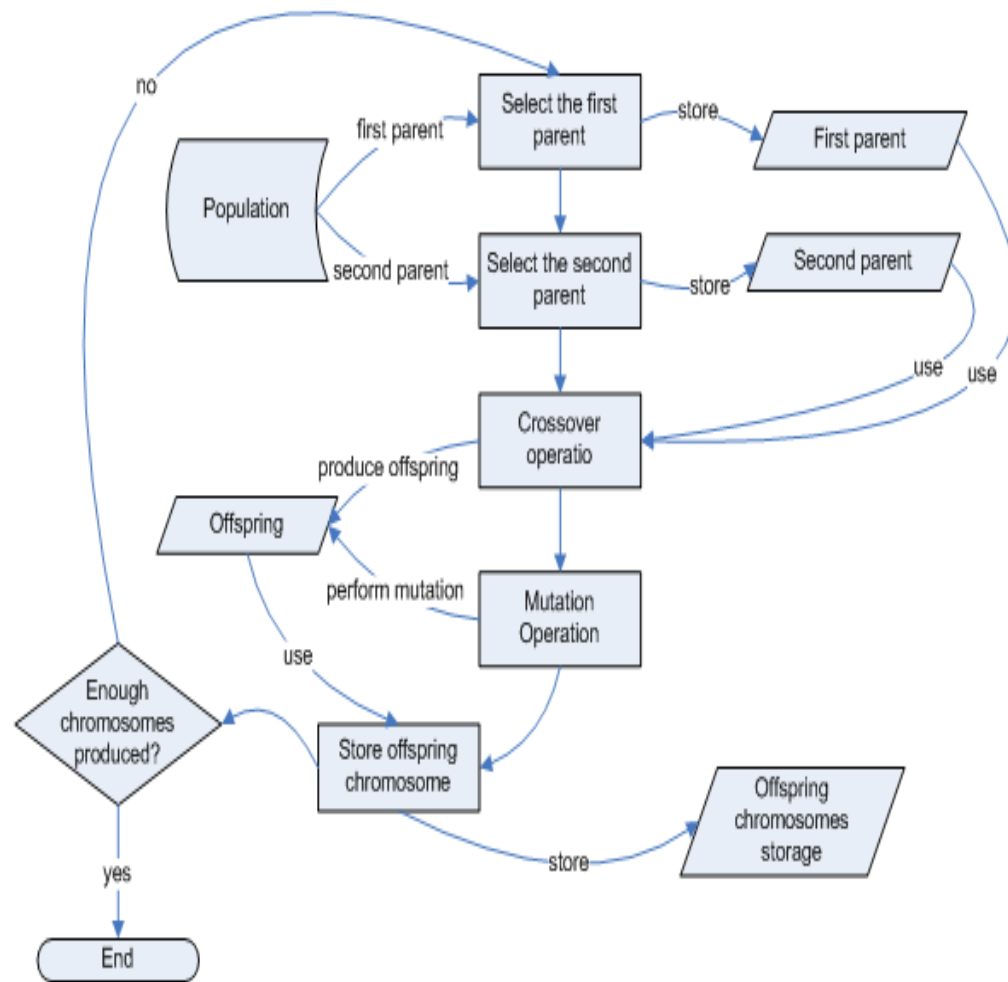 no
Select the first
parent
store
First parent
first parent
Population
second parent
Select the second
parent
store
Second parent
use
use
Crossover
operatio
produce offspring
Offspring
perform mutation
Mutation
Operation
use
Enough
chromosomes
produced?
Store offspring
chromosome
Offspring
chromosomes
storage
store
yes
End